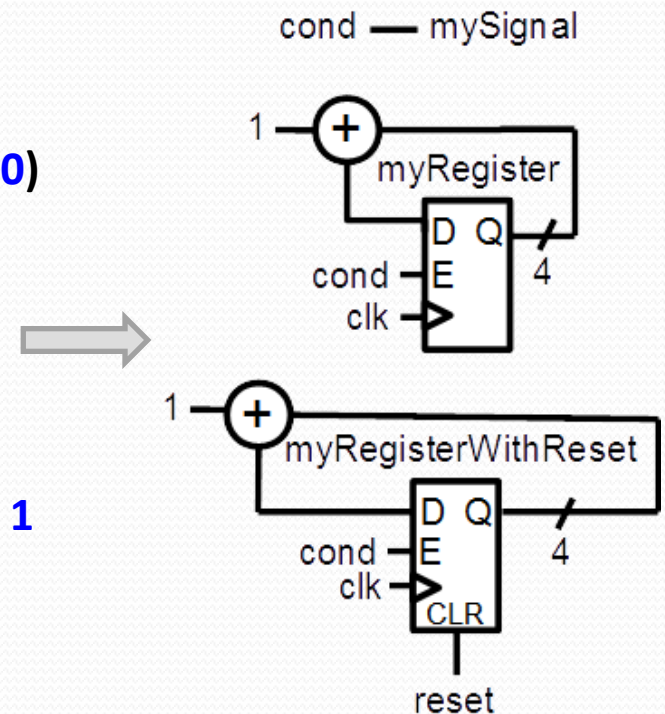 cond mySignal
1 +
0)
myRegister
D Q
cond E 4
clk
1 +
myRegisterWithReset
1
D Q
cond E 4
clk
CLR
reset